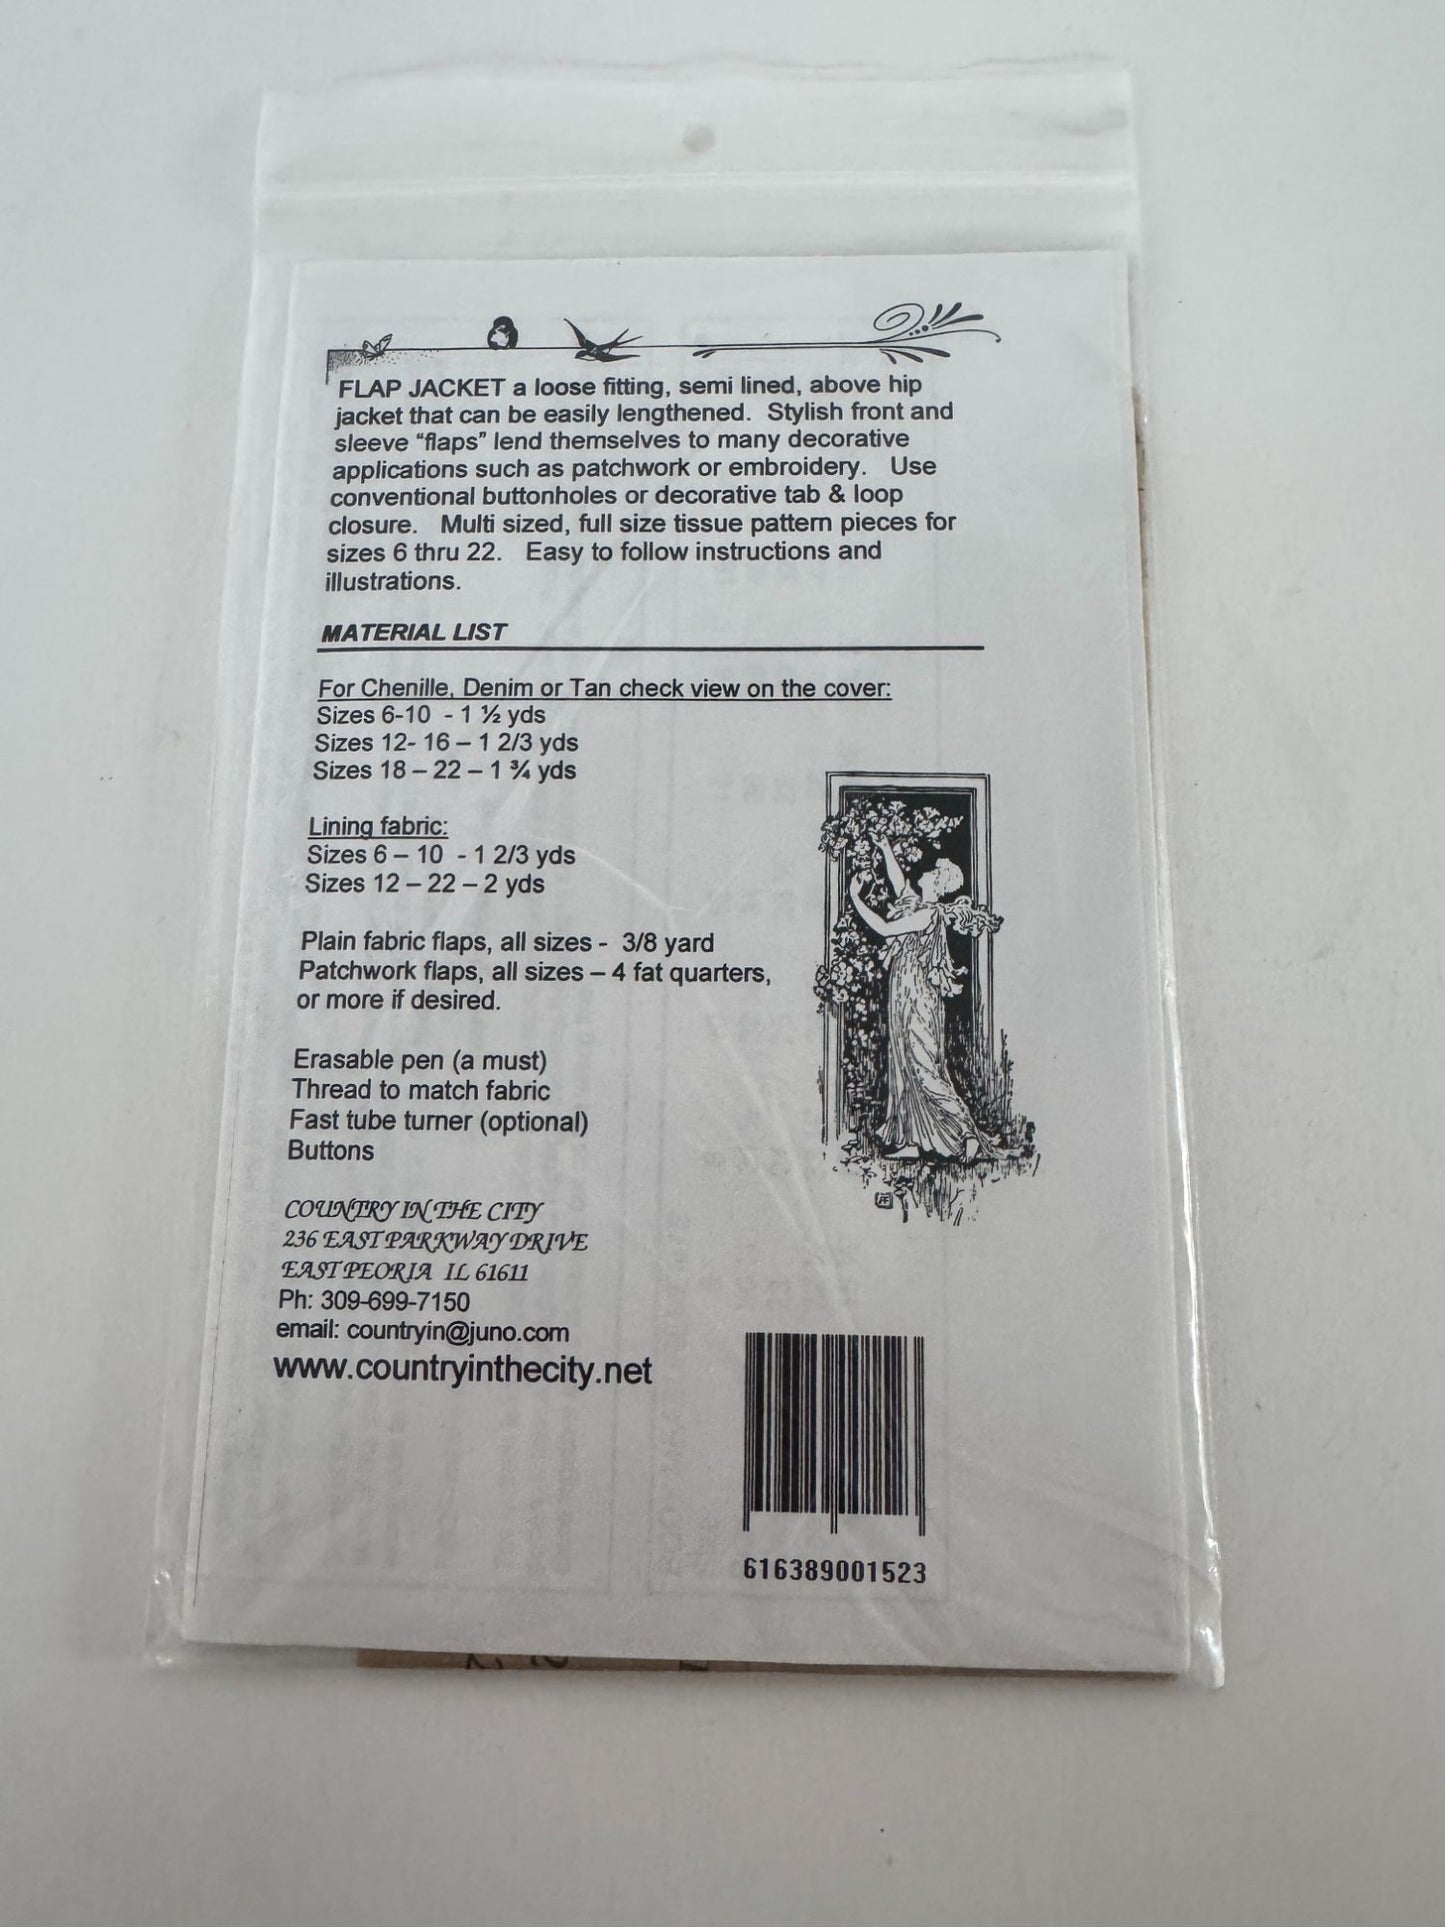 FLAP JACKET a loose fitting, semi lined, above hip
jacket that can be easily lengthened. Stylish front and
sleeve “flaps” lend themselves to many decorative
applications such as patchwork or embroidery. Use
conventional buttonholes or decorative tab & loop
closure. Multi sized, full size tissue pattern pieces for
sizes 6 thru 22. Easy to follow instructions and
illustrations.
MATERIAL LIST
For Chenille, Denim or Tan check view on the cover:
Sizes 6-10 - 1 ½ yds
Sizes 12- 16 – 1 2/3 yds
Sizes 18 – 22 – 1 ¾ yds
Lining fabric:
Sizes 6 – 10 - 1 2/3 yds
Sizes 12 – 22 – 2 yds
Plain fabric flaps, all sizes - 3/8 yard
Patchwork flaps, all sizes – 4 fat quarters,
or more if desired.
Erasable pen (a must)
Thread to match fabric
Fast tube turner (optional)
Buttons
COUNTRY IN THE CITY
236 EAST PARKWAY DRIVE
EAST PEORIA IL 61611
Ph: 309-699-7150
email: countryin@juno.com
www.countryinthecity.net
616389001523